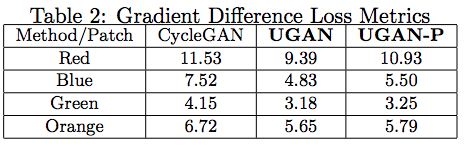 Table 2: Gradient Difference Loss Metrics
Method/Patch CycleGAN UGAN UGAN-P
Red 11.53 9.39 10.93
Blue 7.52 4.83 5.50
Green 4.15 3.18 3.25
Orange 6.72 5.65 5.79